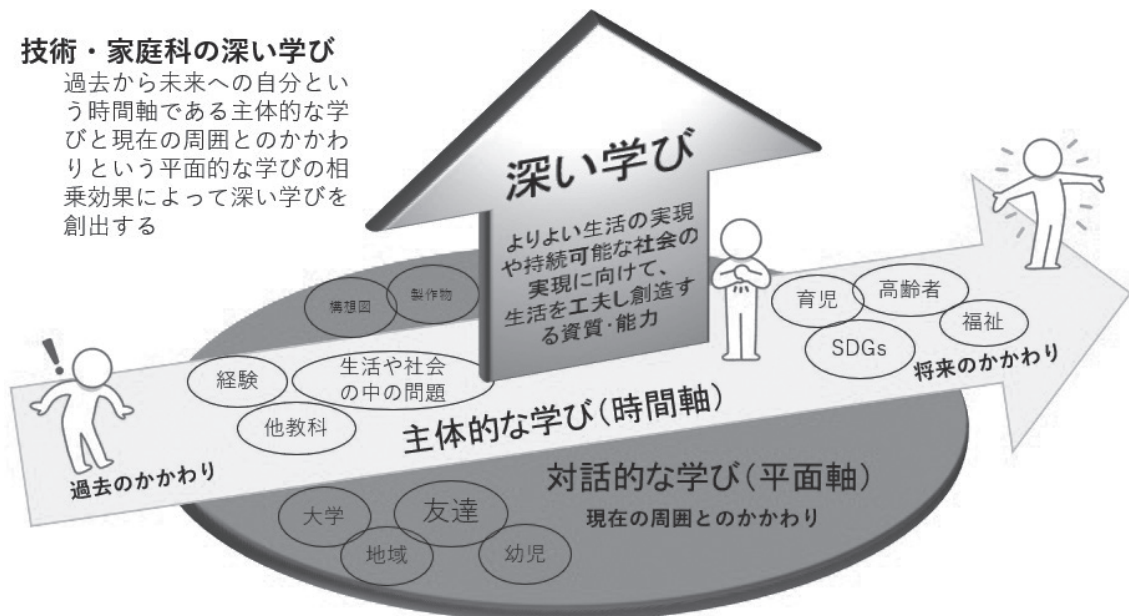 技術・家庭科の深い学び
過去から未来への自分とい
う時間軸である主体的な学
びと現在の周囲とのかかわ
りという平面的な学びの相
乗効果によって深い学びを
創出する
深い学び
よりよい生活の実現
や持続可能な社会の
実現に向けて、
生活を工夫し創造す
る資質・能力
構想図
製作物
育児
高齢者
福祉
SDGs
将来のかかわり
経験
生活や社会
の中の問題
他教科
主体的な学び(時間軸)
過去のかかわり
対話的な学び(平面軸)
現在の周囲とのかかわり
大学
友達
地域
幼児